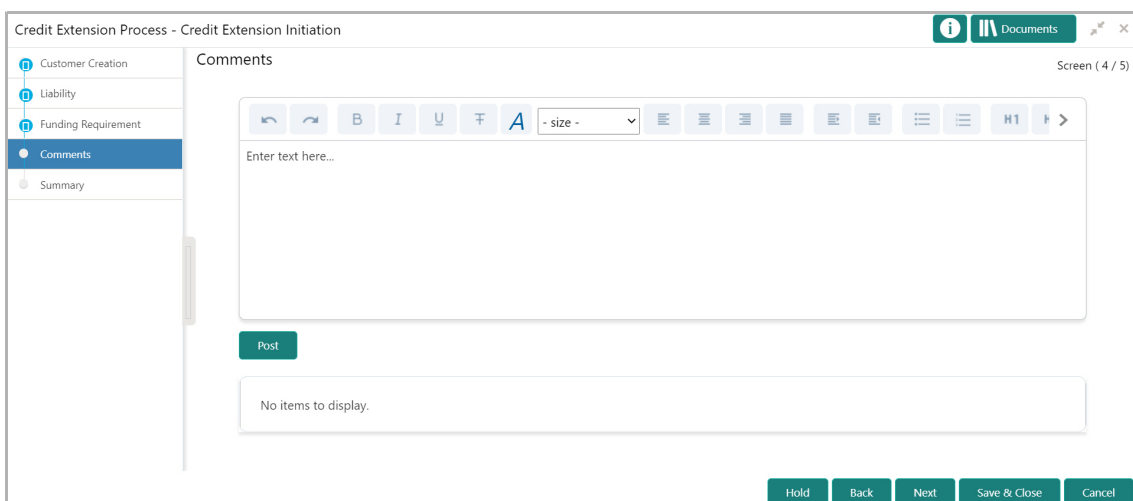 Credit Extension Process - Credit Extension Initiation
Documents
Customer Creation
Liability
Funding Requirement
Comments
Summary
Comments
Screen ( 4 / 5)
B I U T A - size - H1
Enter text here...
Post
No items to display.
Hold Back Next Save & Close Cancel